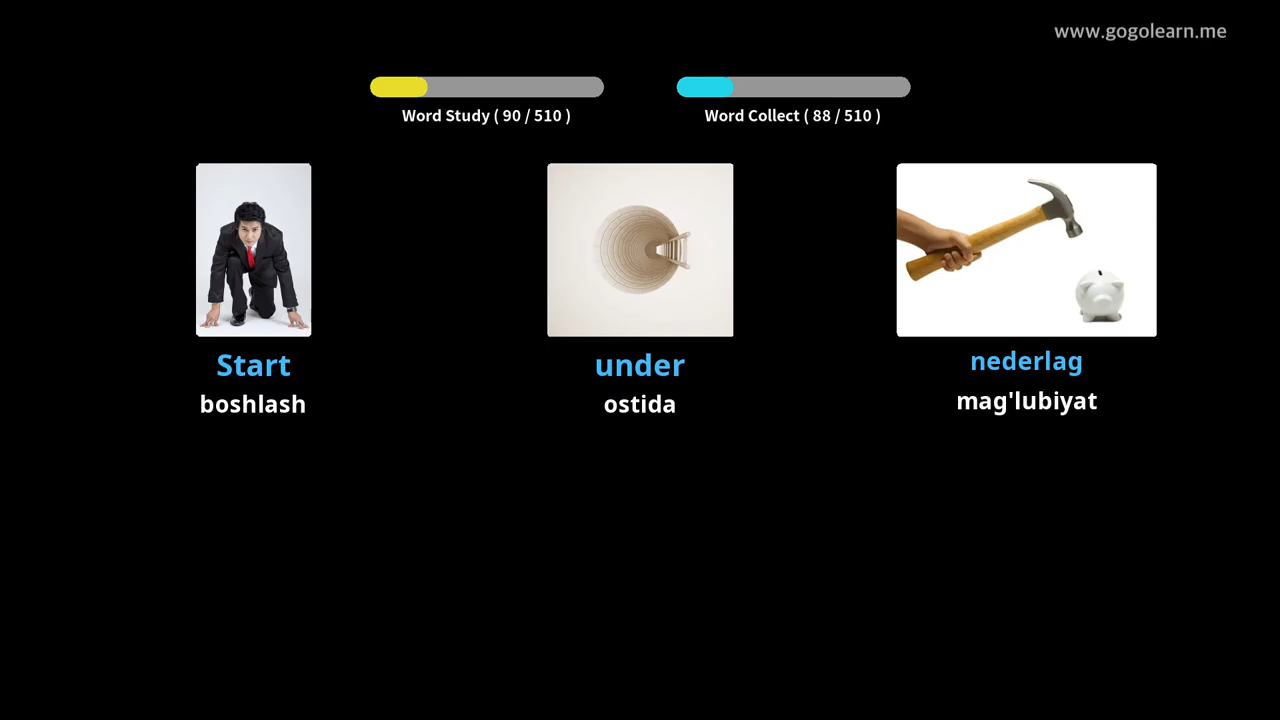 www.gogolearn.me
Word Study ( 90 / 510 )
Word Collect ( 88 / 510 )
Start
boshlash
under
ostida
nederlag
mag'lubiyat